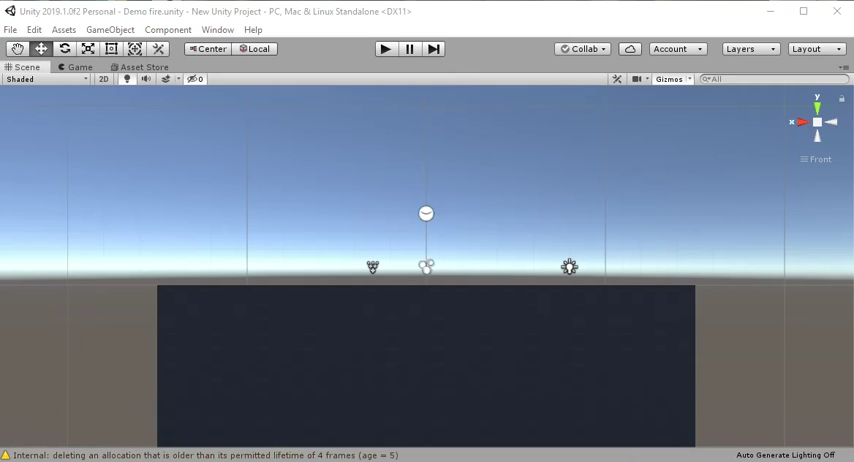 Unity 2019.1.0f2 Personal - Demo fire.unity - New Unity Project - PC, Mac & Linux Standalone <DX11>
File Edit Assets GameObject Component Window Help
Center Local Collab Account Layers Layout
Scene Game Asset Store
Shaded 2D 0 Gizmos All
y
x
Front
Internal: deleting an allocation that is older than its permitted lifetime of 4 frames (age = 5) Auto Generate Lighting Off